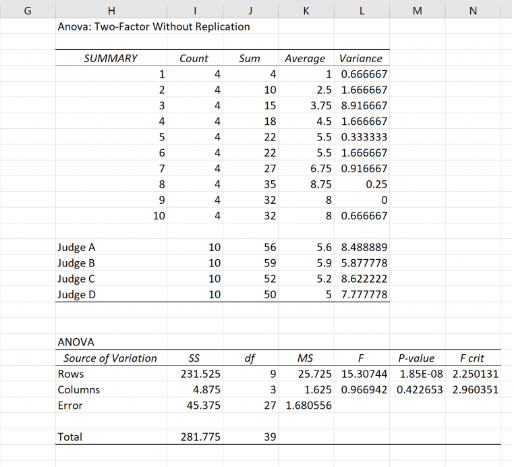 G H I J K L M N
Anova: Two-Factor Without Replication
SUMMARY Count Sum Average Variance
1 4 4 1 0.666667
2 4 10 2.5 1.666667
3 4 15 3.75 8.916667
4 4 18 4.5 1.666667
5 4 22 5.5 0.333333
6 4 22 5.5 1.666667
7 4 27 6.75 0.916667
8 4 35 8.75 0.25
9 4 32 8 0
10 4 32 8 0.666667
Judge A 10 56 5.6 8.488889
Judge B 10 59 5.9 5.877778
Judge C 10 52 5.2 8.622222
Judge D 10 50 5 7.777778
ANOVA
Source of Variation SS df MS F P-value F crit
Rows 231.525 9 25.725 15.30744 1.85E-08 2.250131
Columns 4.875 3 1.625 0.966942 0.422653 2.960351
Error 45.375 27 1.680556
Total 281.775 39